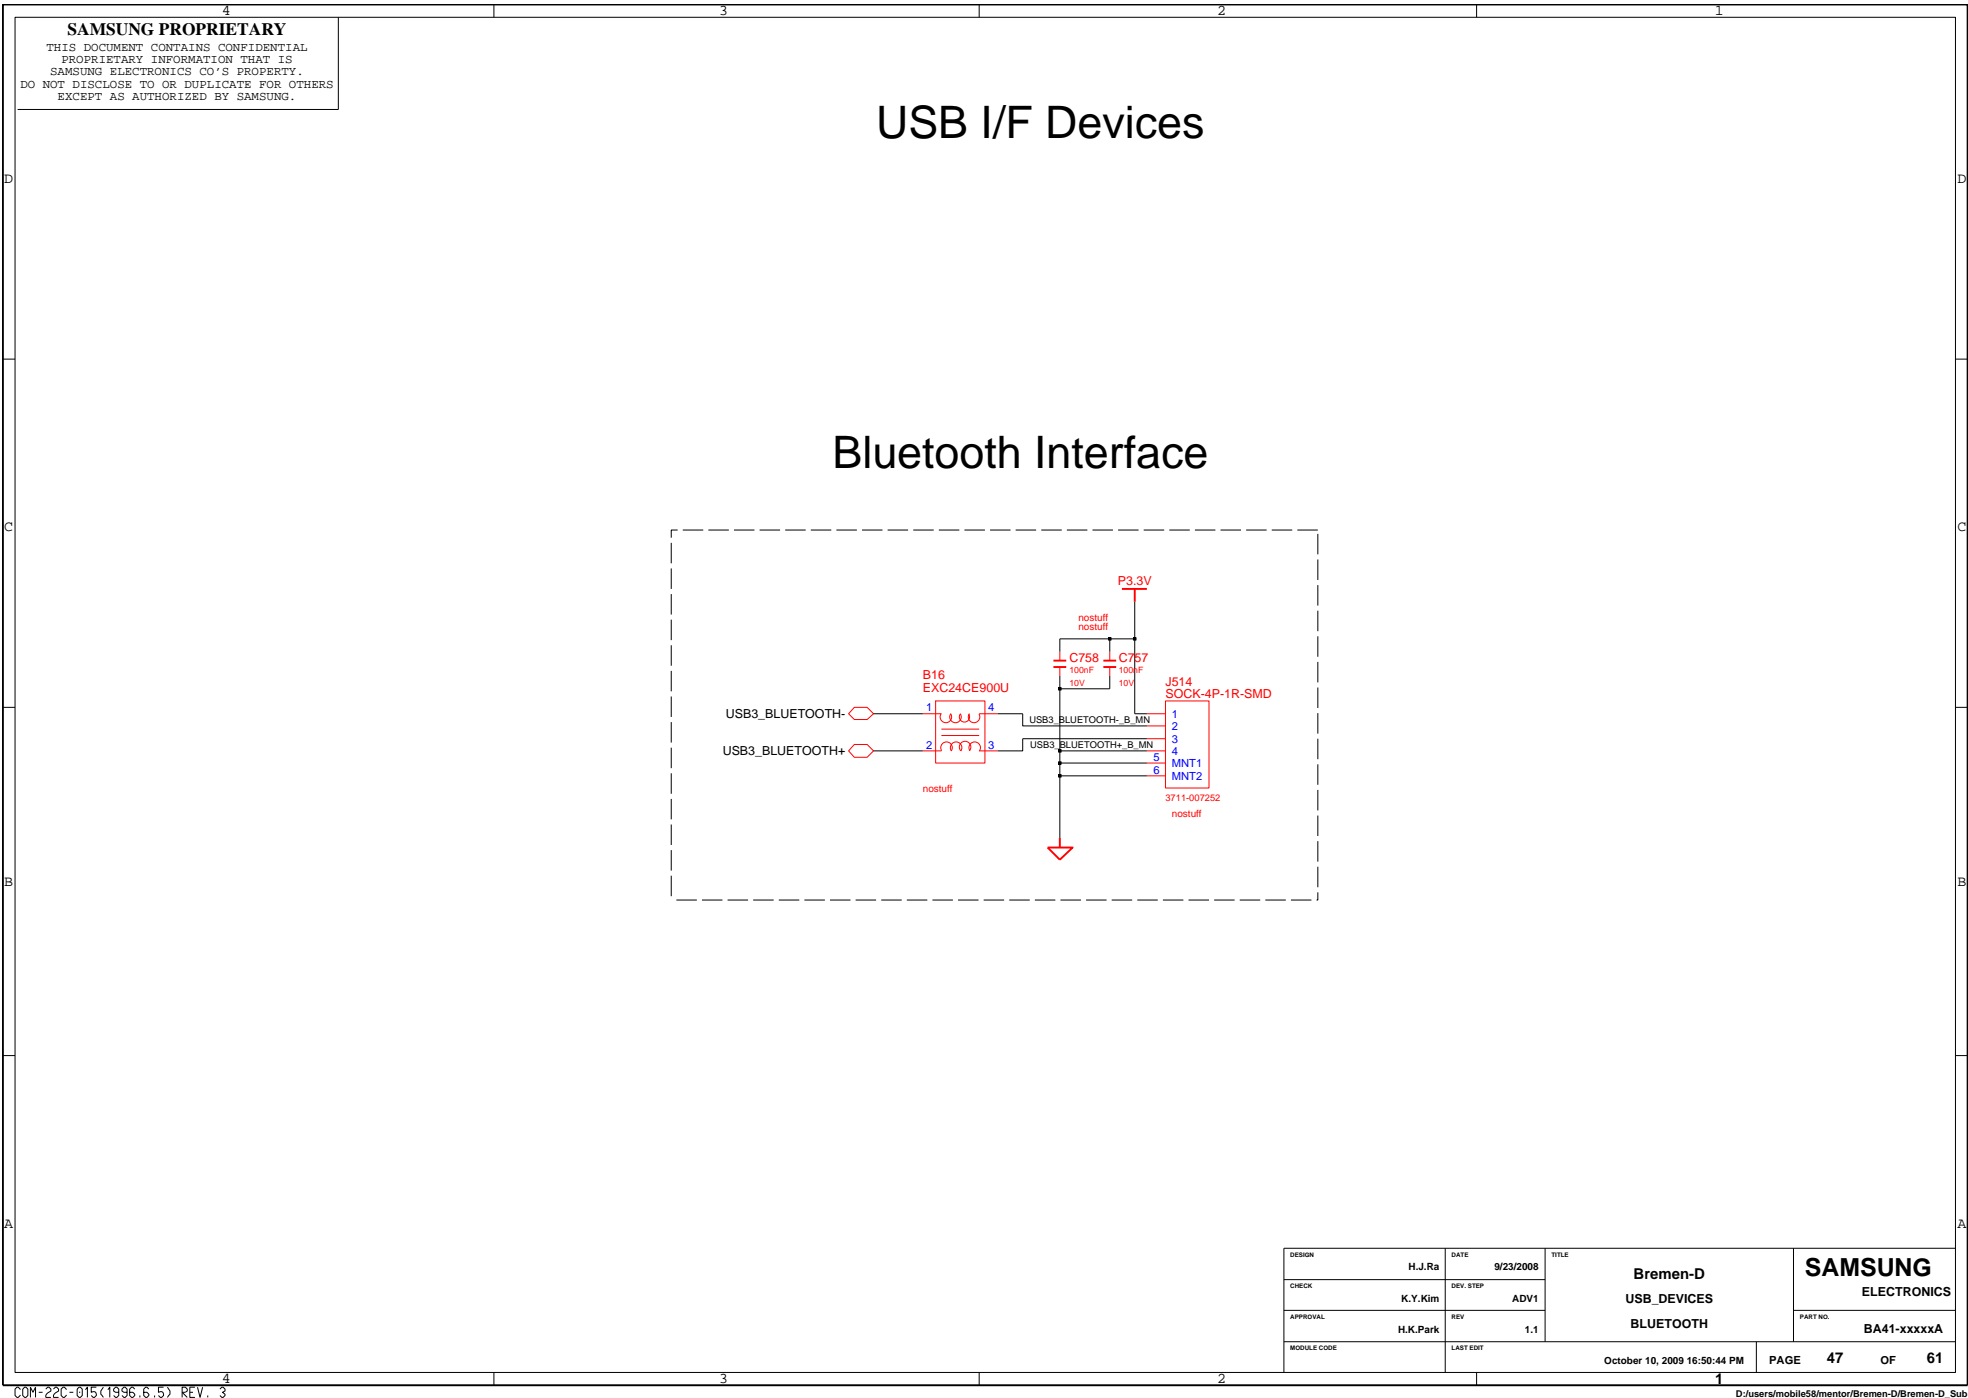 4 3 2 1
SAMSUNG PROPRIETARY
THIS DOCUMENT CONTAINS CONFIDENTIAL
PROPRIETARY INFORMATION THAT IS
SAMSUNG ELECTRONICS CO'S PROPERTY.
DO NOT DISCLOSE TO OR DUPLICATE FOR OTHERS
EXCEPT AS AUTHORIZED BY SAMSUNG.
USB I/F Devices
D D
Bluetooth Interface
C C
P3.3V
nostuff
nostuff
C758 C757
100nF 100nF
10V 10V
B16
EXC24CE900U
J514
SOCK-4P-1R-SMD
USB3_BLUETOOTH- 1 4
USB3_BLUETOOTH-_B_MN
1
2
USB3_BLUETOOTH+ 2 3
USB3_BLUETOOTH+_B_MN
3
4
5 MNT1
6 MNT2
nostuff
3711-007252
nostuff
B B
A A
DESIGN H.J.Ra
DATE 9/23/2008
CHECK K.Y.Kim
DEV. STEP ADV1
APPROVAL H.K.Park
REV 1.1
TITLE
Bremen-D
USB_DEVICES
BLUETOOTH
SAMSUNG
ELECTRONICS
PART NO. BA41-xxxxxA
MODULE CODE
LAST EDIT October 10, 2009 16:50:44 PM
PAGE 47 OF 61
4 3 2 1
COM-22C-015(1996.6.5) REV. 3
D:/users/mobile58/mentor/Bremen-D/Bremen-D_Sub